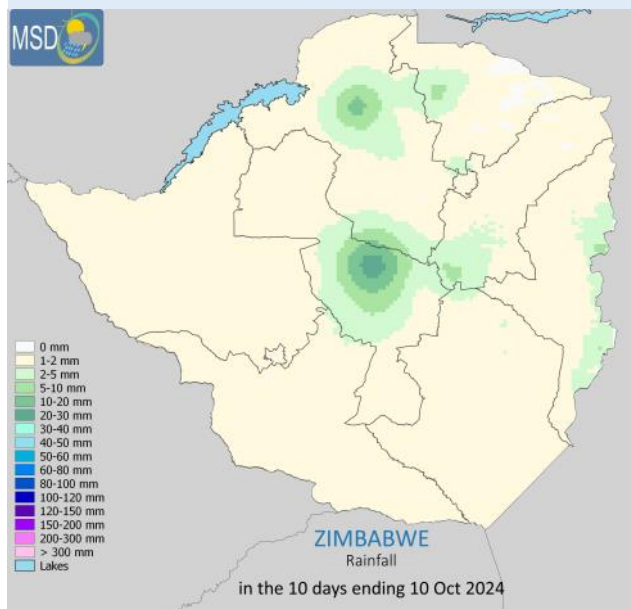 MSD
0 mm
1-2 mm
2-5 mm
5-10 mm
10-20 mm
20-30 mm
30-40 mm
40-50 mm
50-60 mm
60-80 mm
80-100 mm
100-120 mm
120-150 mm
150-200 mm
200-300 mm
> 300 mm
Lakes
ZIMBABWE
Rainfall
in the 10 days ending 10 Oct 2024